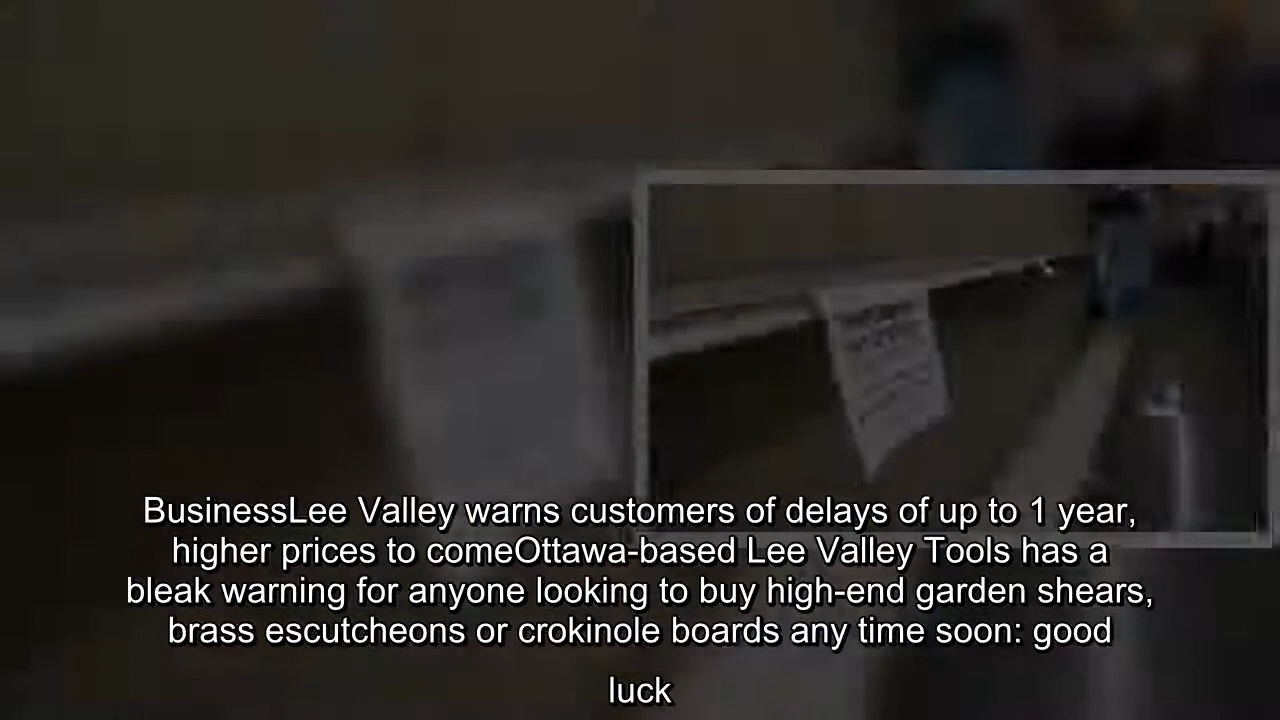 BusinessLee Valley warns customers of delays of up to 1 year,
higher prices to comeOttawa-based Lee Valley Tools has a
bleak warning for anyone looking to buy high-end garden shears,
brass escutcheons or crokinole boards any time soon: good
luck